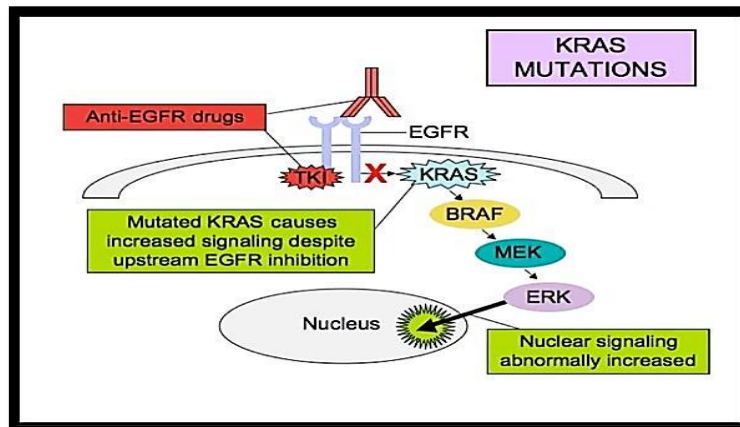 KRAS
MUTATIONS
Anti-EGFR drugs
EGFR
TKI
X
KRAS
Mutated KRAS causes
increased signaling despite
upstream EGFR inhibition
BRAF
MEK
ERK
Nucleus
Nuclear signaling
abnormally increased